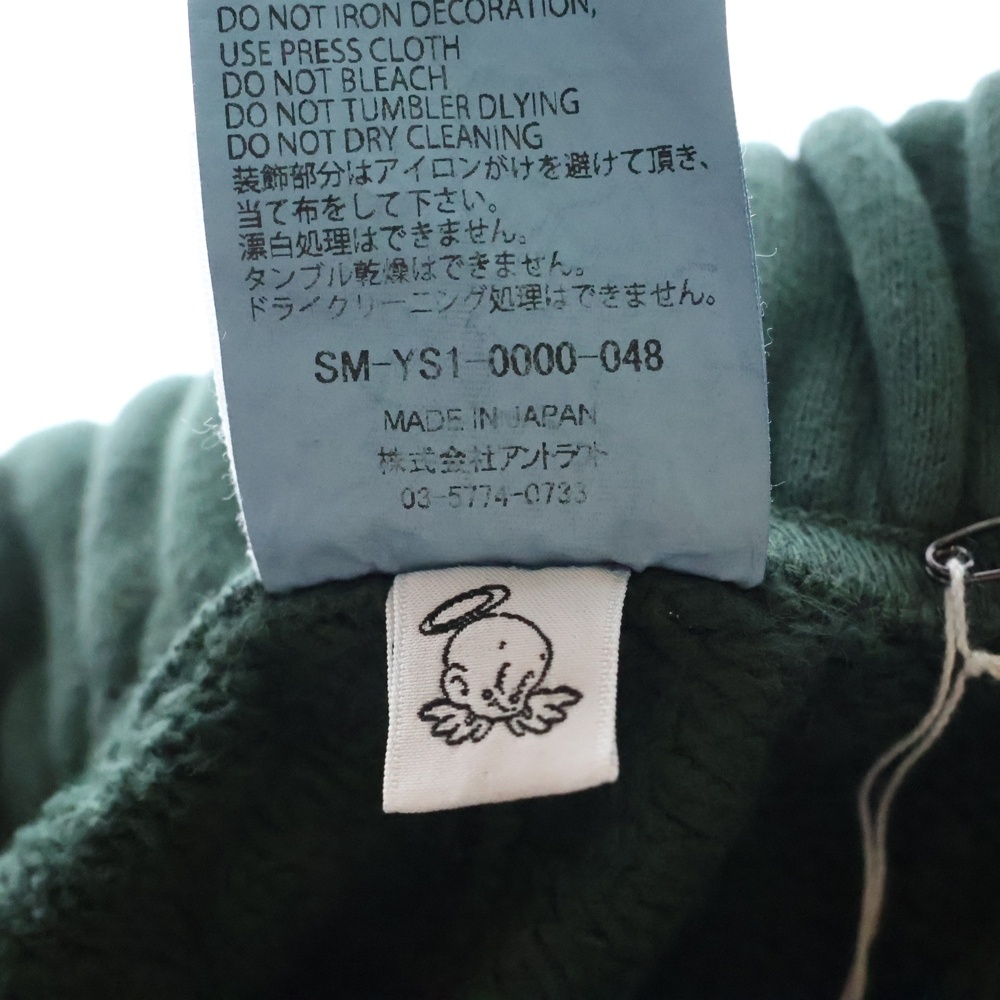 DO NOT IRON DECORATION,
USE PRESS CLOTH
DO NOT BLEACH
DO NOT TUMBLER DLYING
DO NOT DRY CLEANING
装飾部分はアイロンがけを避けて頂き、
当て布をして下さい。
漂白処理はできません。
タンブル乾燥はできません。
ドライクリーニング処理はできません。
SM-YS1-0000-048
MADE IN JAPAN
株式会社アントラクト
03-5774-0733